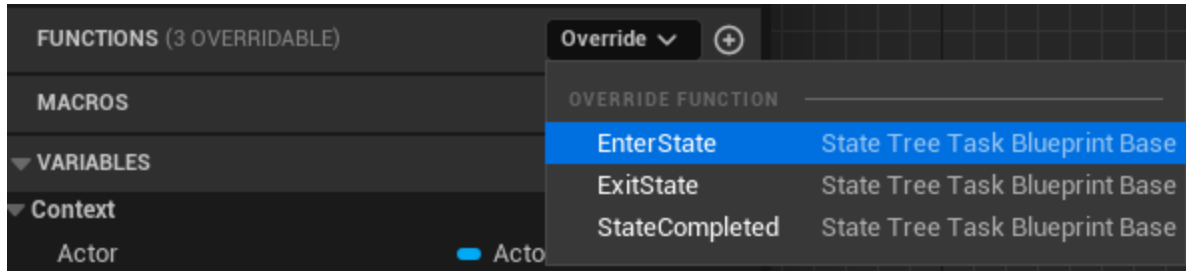 FUNCTIONS (3 OVERRIDABLE) Override
OVERRIDE FUNCTION
MACROS
EnterState State Tree Task Blueprint Base
VARIABLES
ExitState State Tree Task Blueprint Base
Context
StateCompleted State Tree Task Blueprint Base
Actor Acto